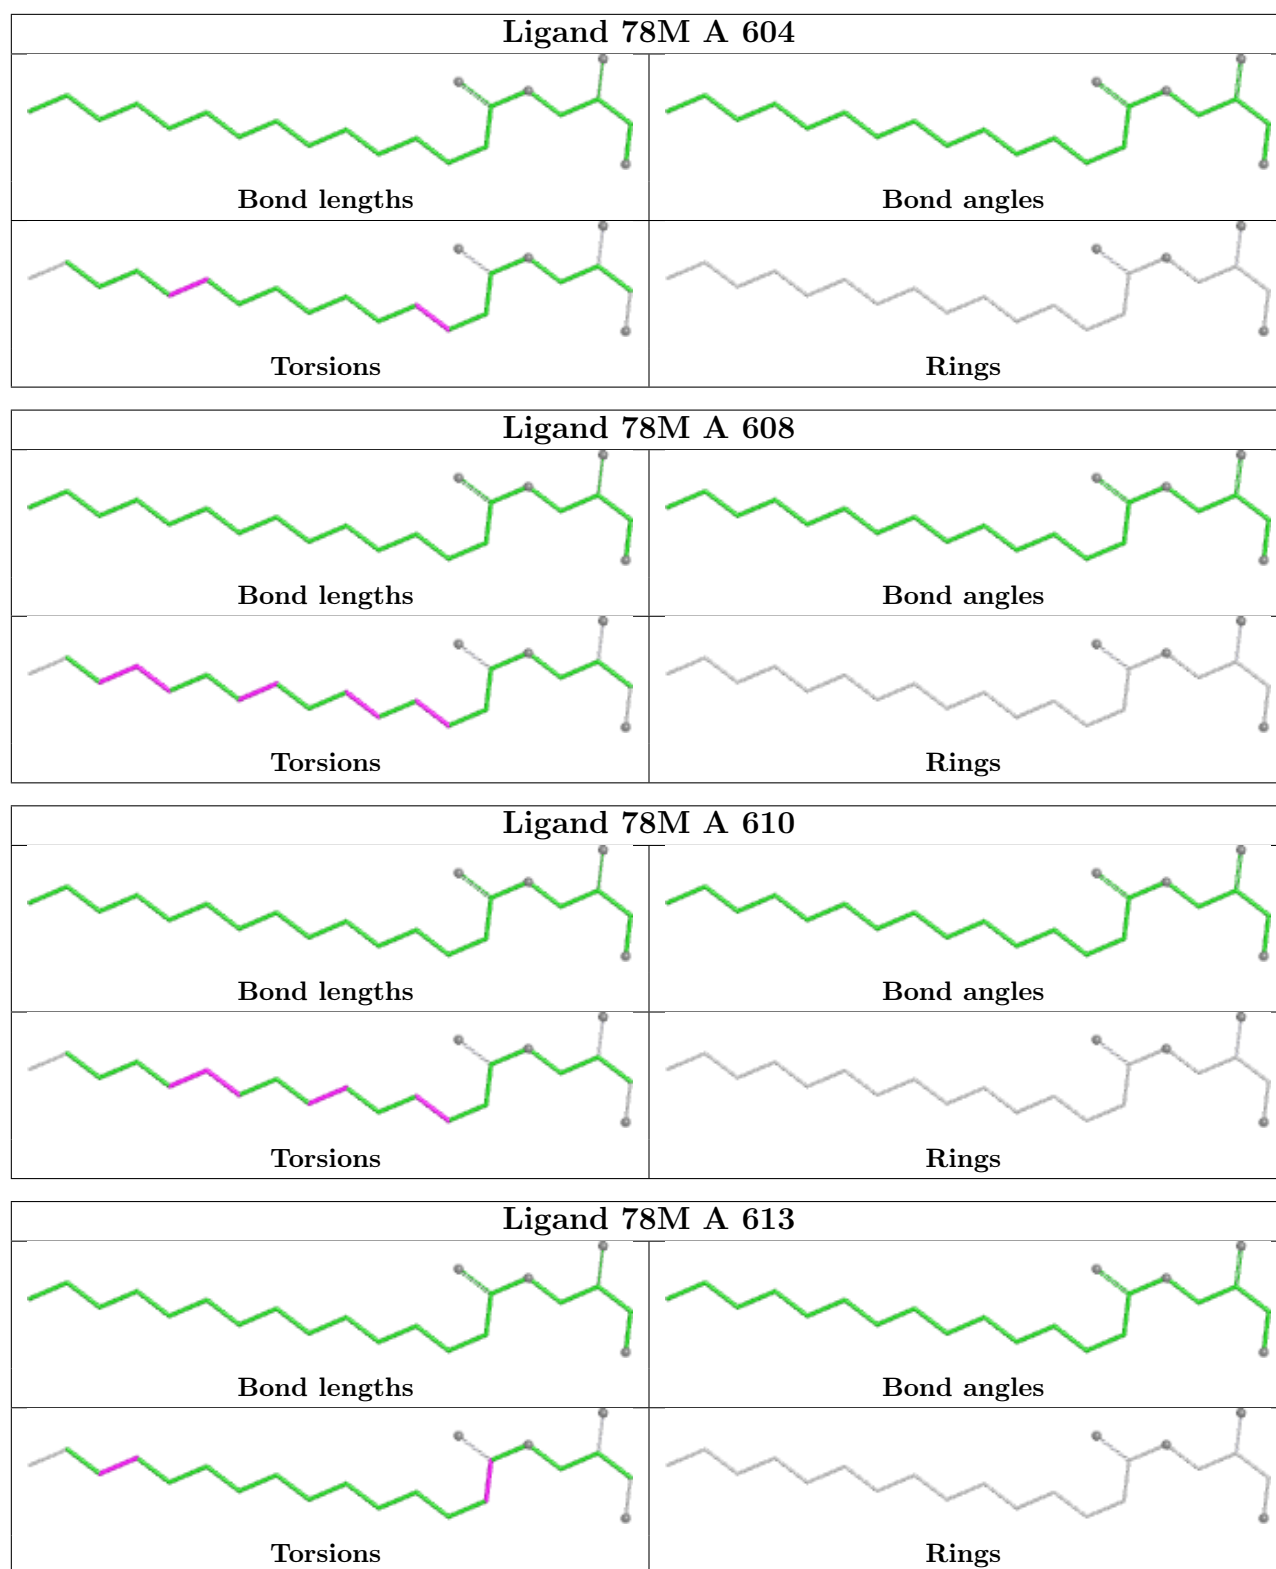 Ligand 78M A 604
Bond lengths
Bond angles
Torsions
Rings
Ligand 78M A 608
Bond lengths
Bond angles
Torsions
Rings
Ligand 78M A 610
Bond lengths
Bond angles
Torsions
Rings
Ligand 78M A 613
Bond lengths
Bond angles
Torsions
Rings